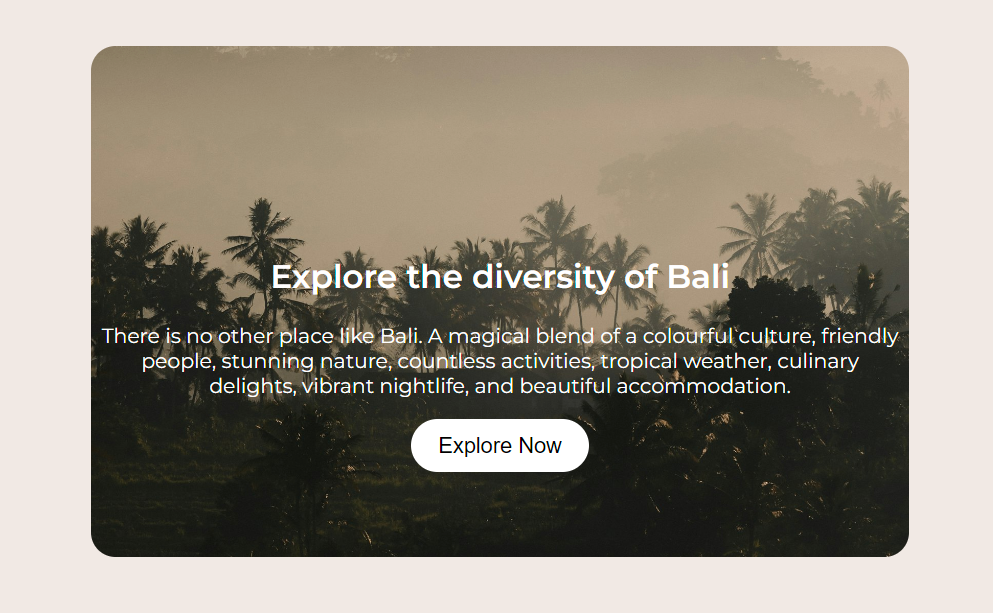 Explore the diversity of Bali
There is no other place like Bali. A magical blend of a colourful culture, friendly
people, stunning nature, countless activities, tropical weather, culinary
delights, vibrant nightlife, and beautiful accommodation.
Explore Now